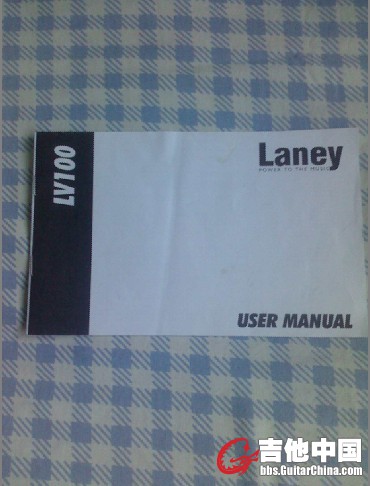 LV100
Laney
POWER TO THE MUSIC
USER MANUAL
吉他中国
bbs.GuitarChina.com